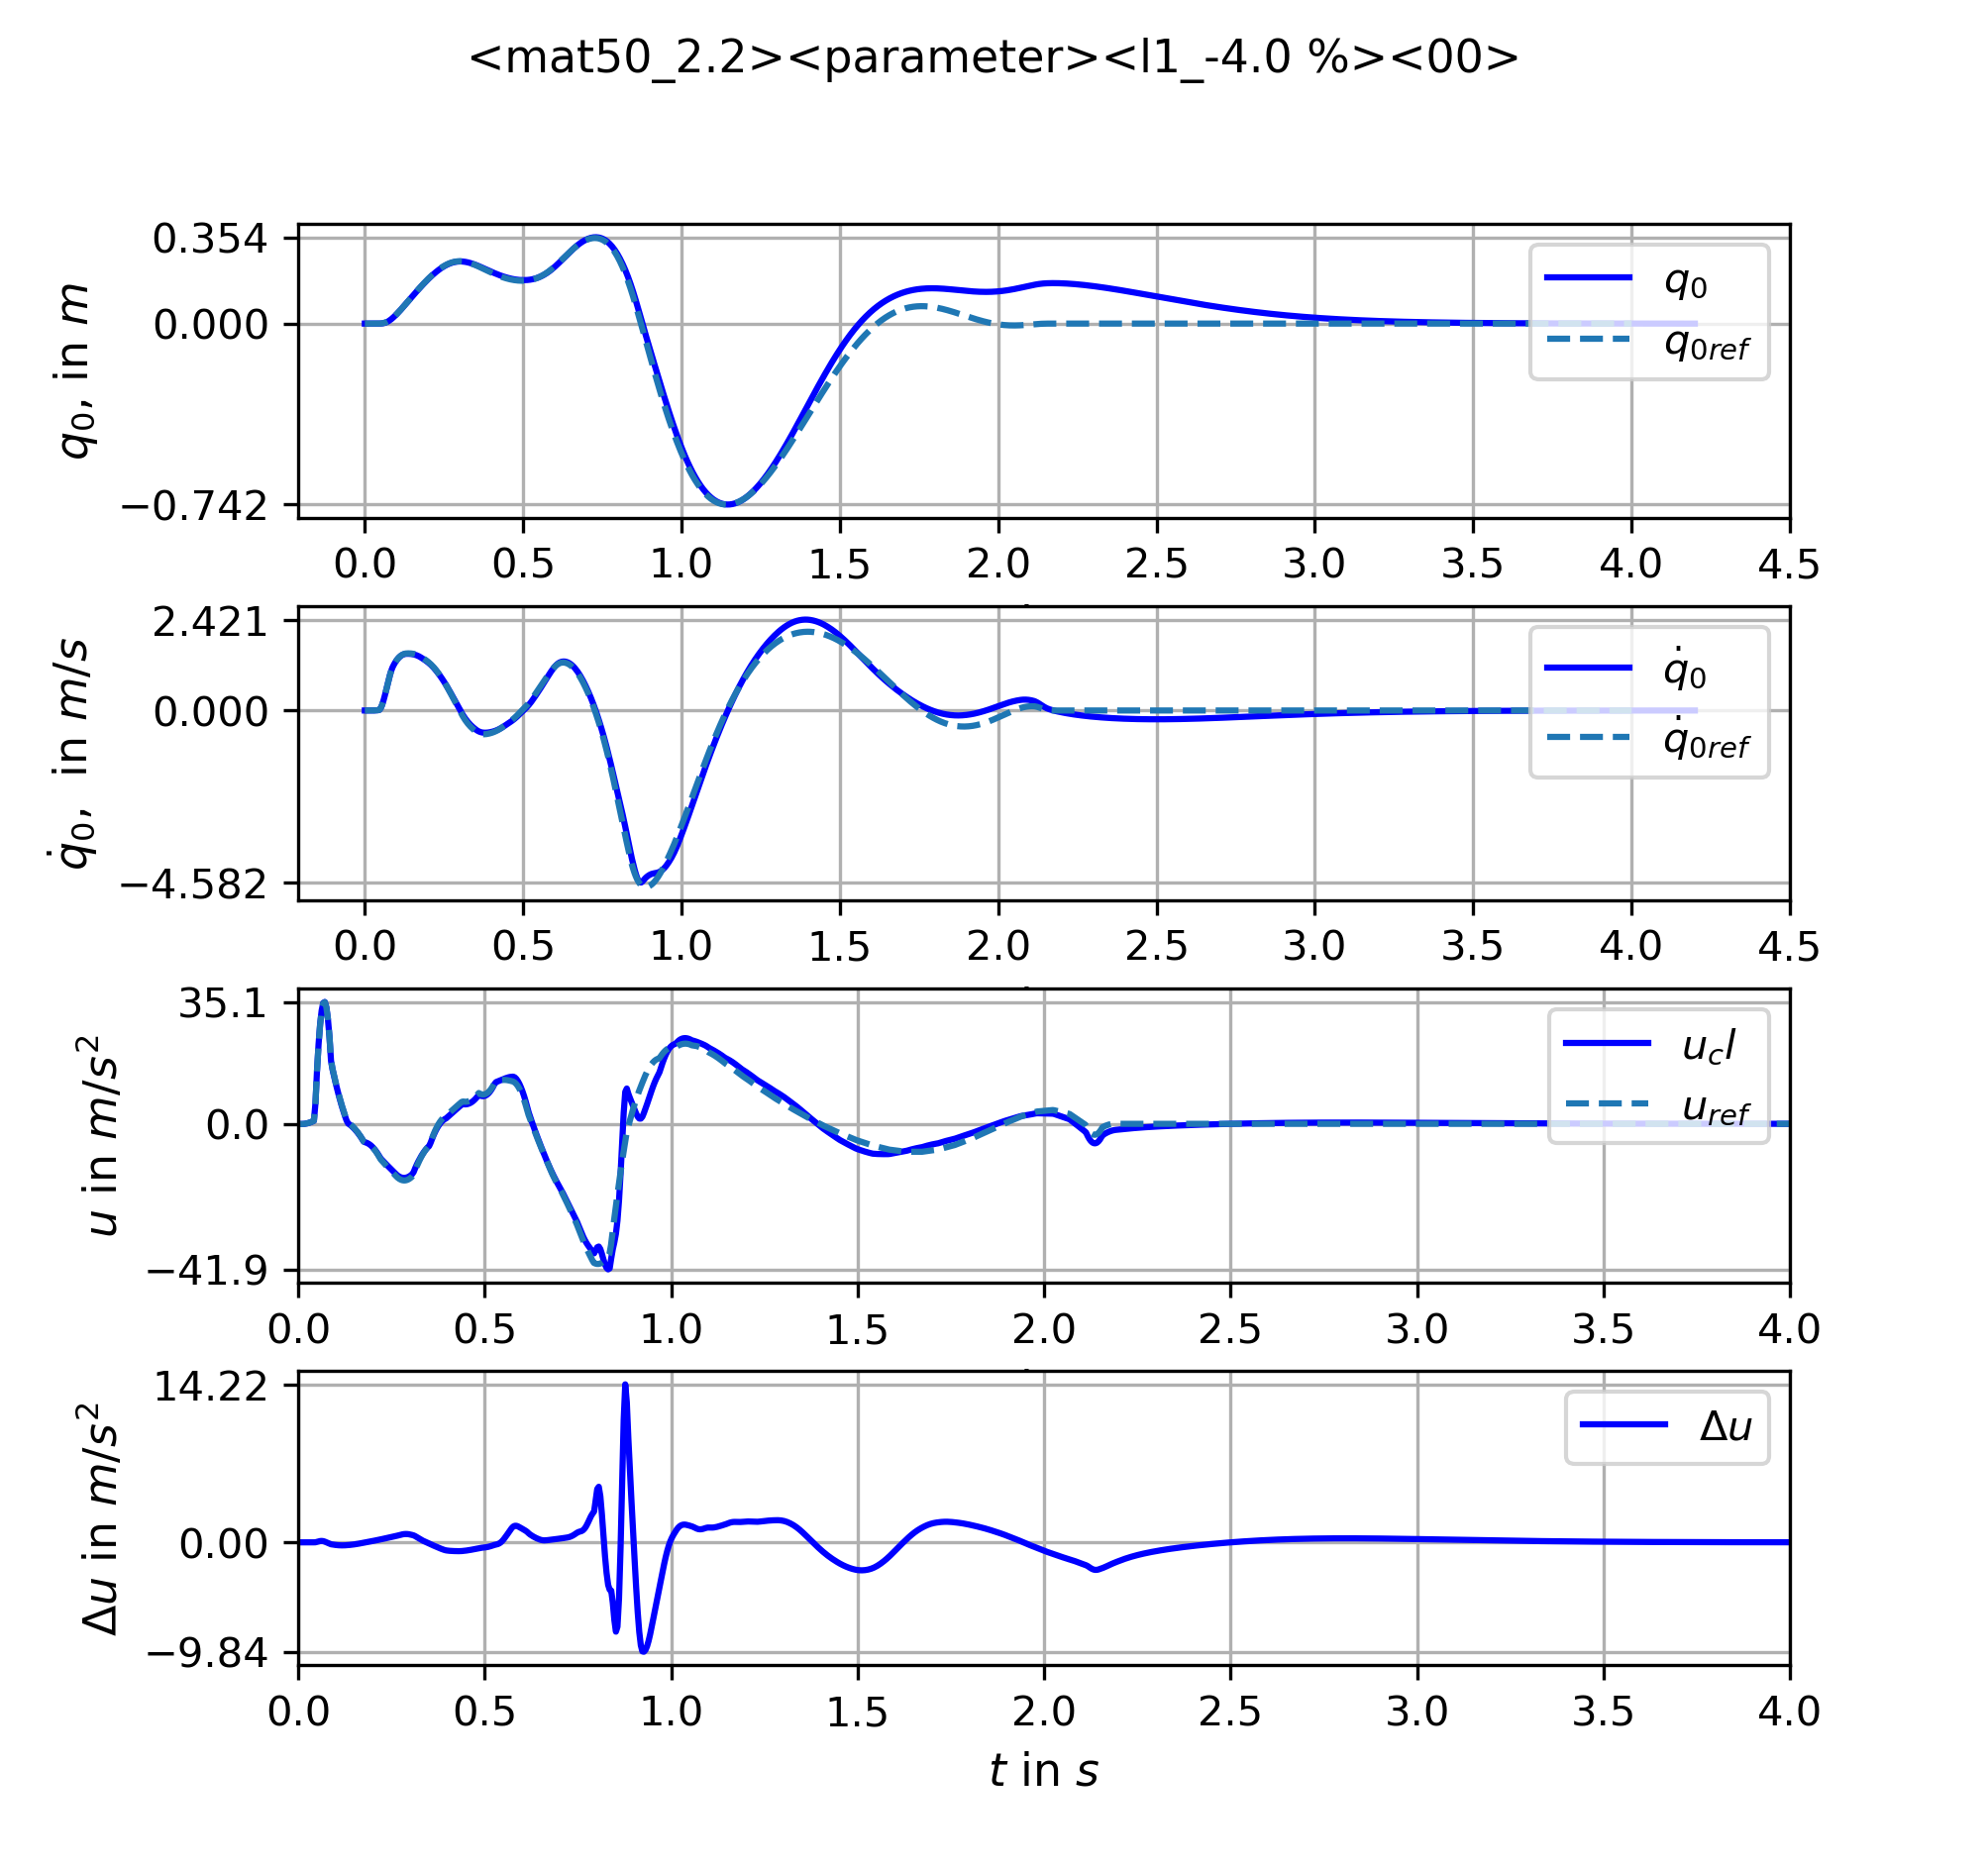 <mat50_2.2><parameter><l1_-4.0 %><00>
0.354
0.000
−0.742
q0, in m
q0
q0ref
0.0 0.5 1.0 1.5 2.0 2.5 3.0 3.5 4.0 4.5
2.421
0.000
−4.582
q̇0, in m/s
q̇0
q̇0ref
0.0 0.5 1.0 1.5 2.0 2.5 3.0 3.5 4.0 4.5
35.1
0.0
−41.9
u in m/s²
ucl
uref
0.0 0.5 1.0 1.5 2.0 2.5 3.0 3.5 4.0
14.22
0.00
−9.84
Δu in m/s²
Δu
0.0 0.5 1.0 1.5 2.0 2.5 3.0 3.5 4.0
t in s